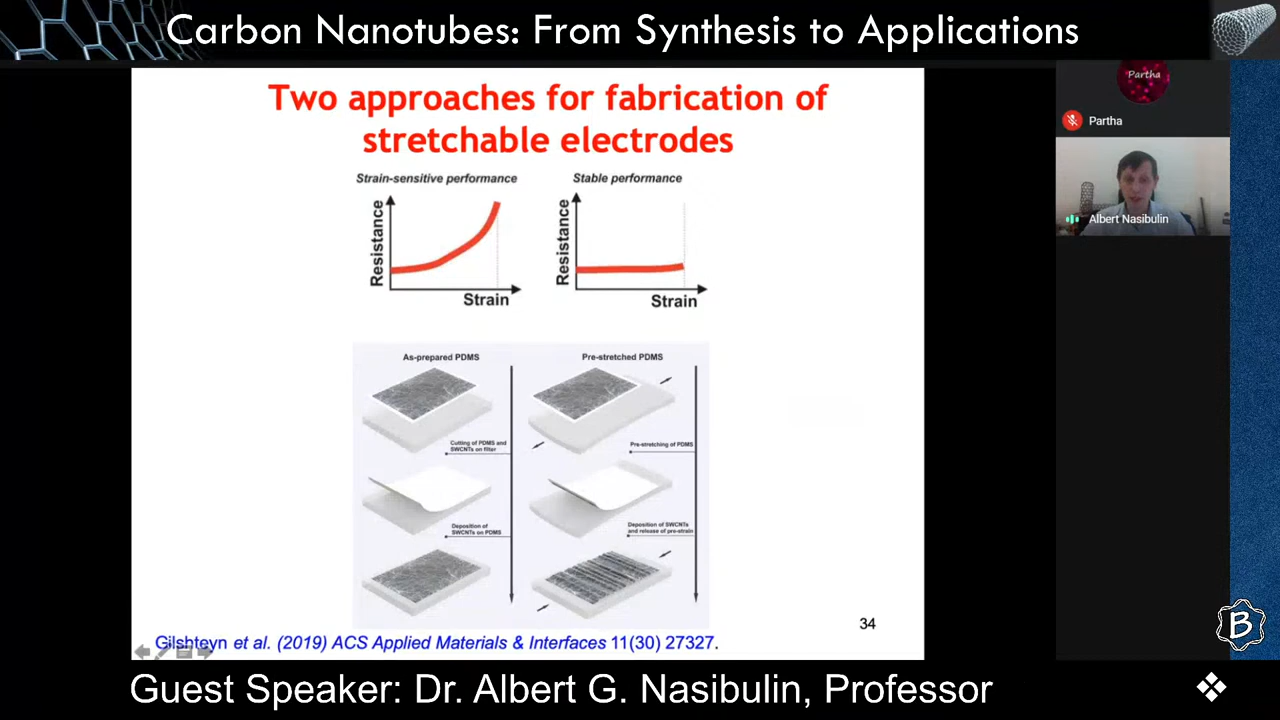 Carbon Nanotubes: From Synthesis to Applications
Two approaches for fabrication of
stretchable electrodes
Strain-sensitive performance
Stable performance
Resistance
Strain
Resistance
Strain
As-prepared PDMS
Pre-stretched PDMS
Cutting of PDMS and
SWCNTs on filter
Pre-stretching of PDMS
Deposition of
SWCNTs on PDMS
Deposition of SWCNTs
and release of pre-strain
34
Gilshteyn et al. (2019) ACS Applied Materials & Interfaces 11(30) 27327.
Partha
Partha
Albert Nasibulin
B
Guest Speaker: Dr. Albert G. Nasibulin, Professor